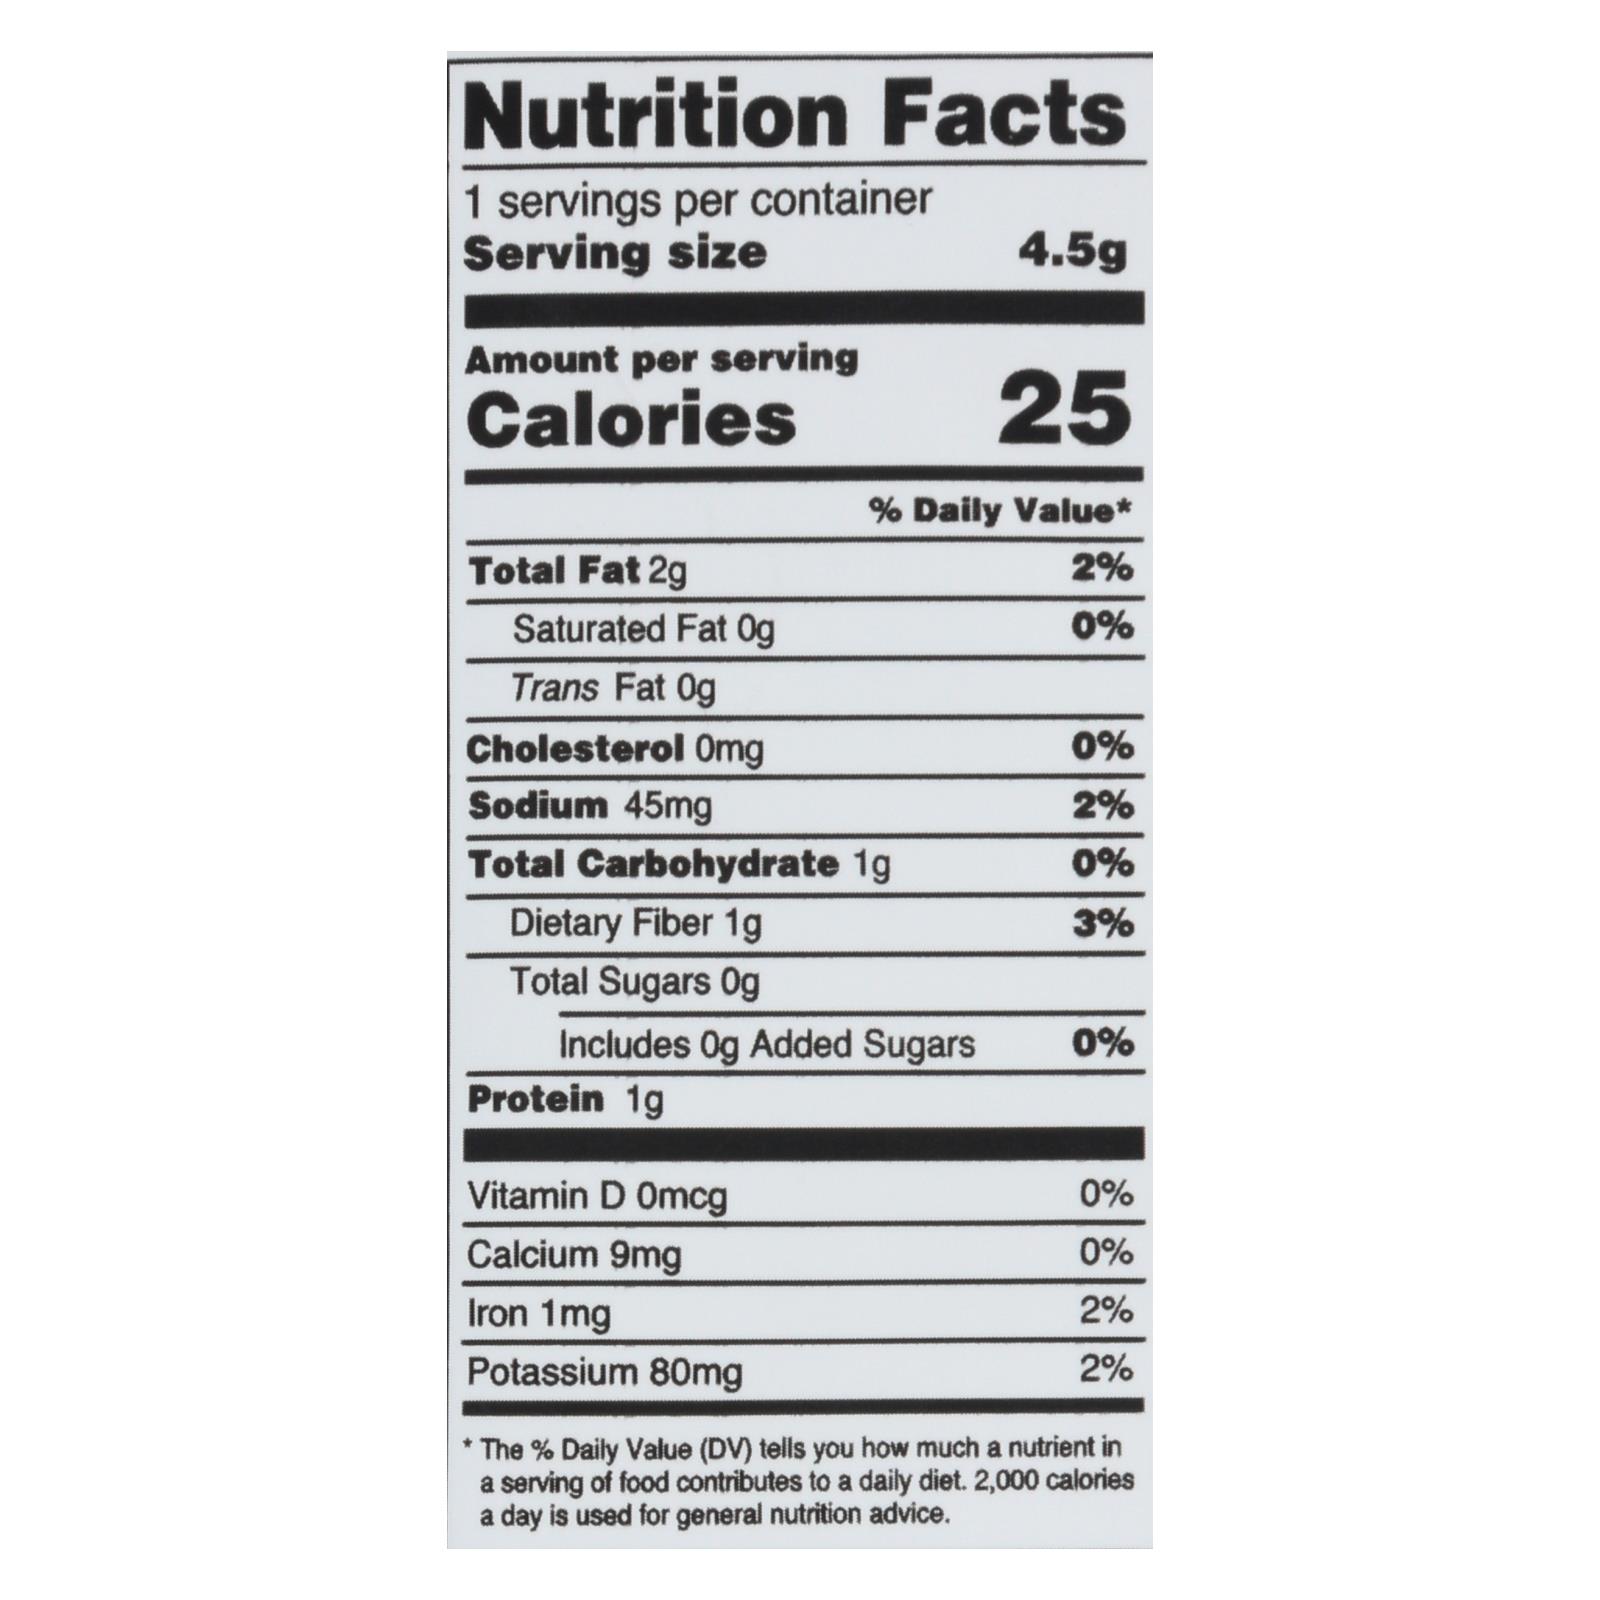 Nutrition Facts
1 servings per container
Serving size 4.5g
Amount per serving
Calories 25
% Daily Value*
Total Fat 2g 2%
Saturated Fat 0g 0%
Trans Fat 0g
Cholesterol 0mg 0%
Sodium 45mg 2%
Total Carbohydrate 1g 0%
Dietary Fiber 1g 3%
Total Sugars 0g
Includes 0g Added Sugars 0%
Protein 1g
Vitamin D 0mcg 0%
Calcium 9mg 0%
Iron 1mg 2%
Potassium 80mg 2%
* The % Daily Value (DV) tells you how much a nutrient in
a serving of food contributes to a daily diet. 2,000 calories
a day is used for general nutrition advice.